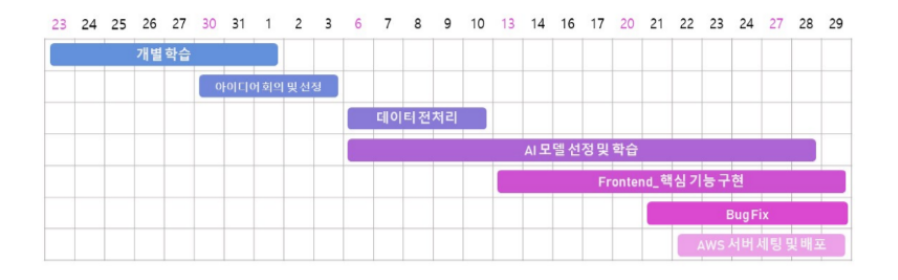 23 24 25 26 27 30 31 1 2 3 6 7 8 9 10 13 14 16 17 20 21 22 23 24 27 28 29
개별 학습
아이디어 회의 및 선정
데이티 전처리
AI 모델 선정 및 학습
Frontend_핵심 기능 구현
BugFix
AWS 서버 세팅 및 배포